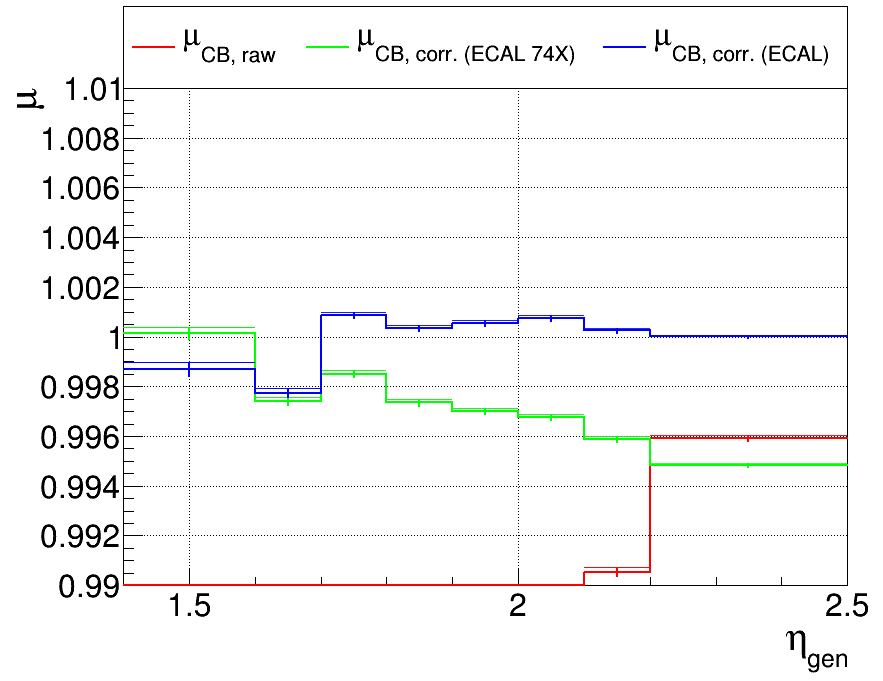 μCB, raw μCB, corr. (ECAL 74X) μCB, corr. (ECAL)
μ
1.01
1.008
1.006
1.004
1.002
1
0.998
0.996
0.994
0.992
0.99
1.5 2 2.5
ηgen